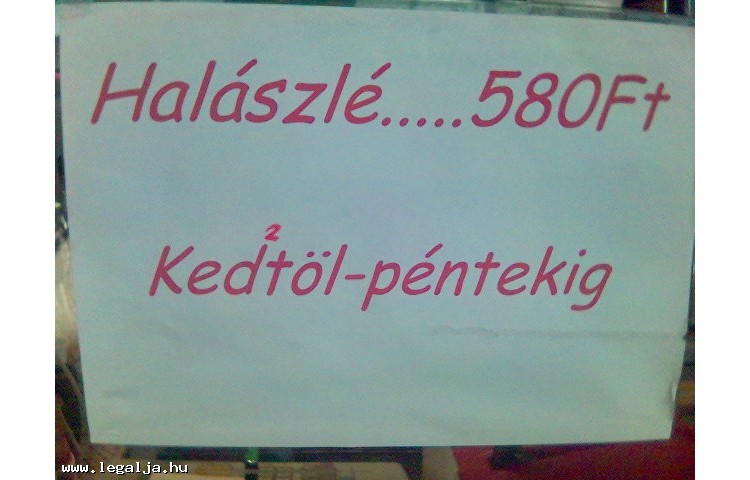 Halászlé.....580Ft
2
Kedtöl-péntekig
www.legalja.hu